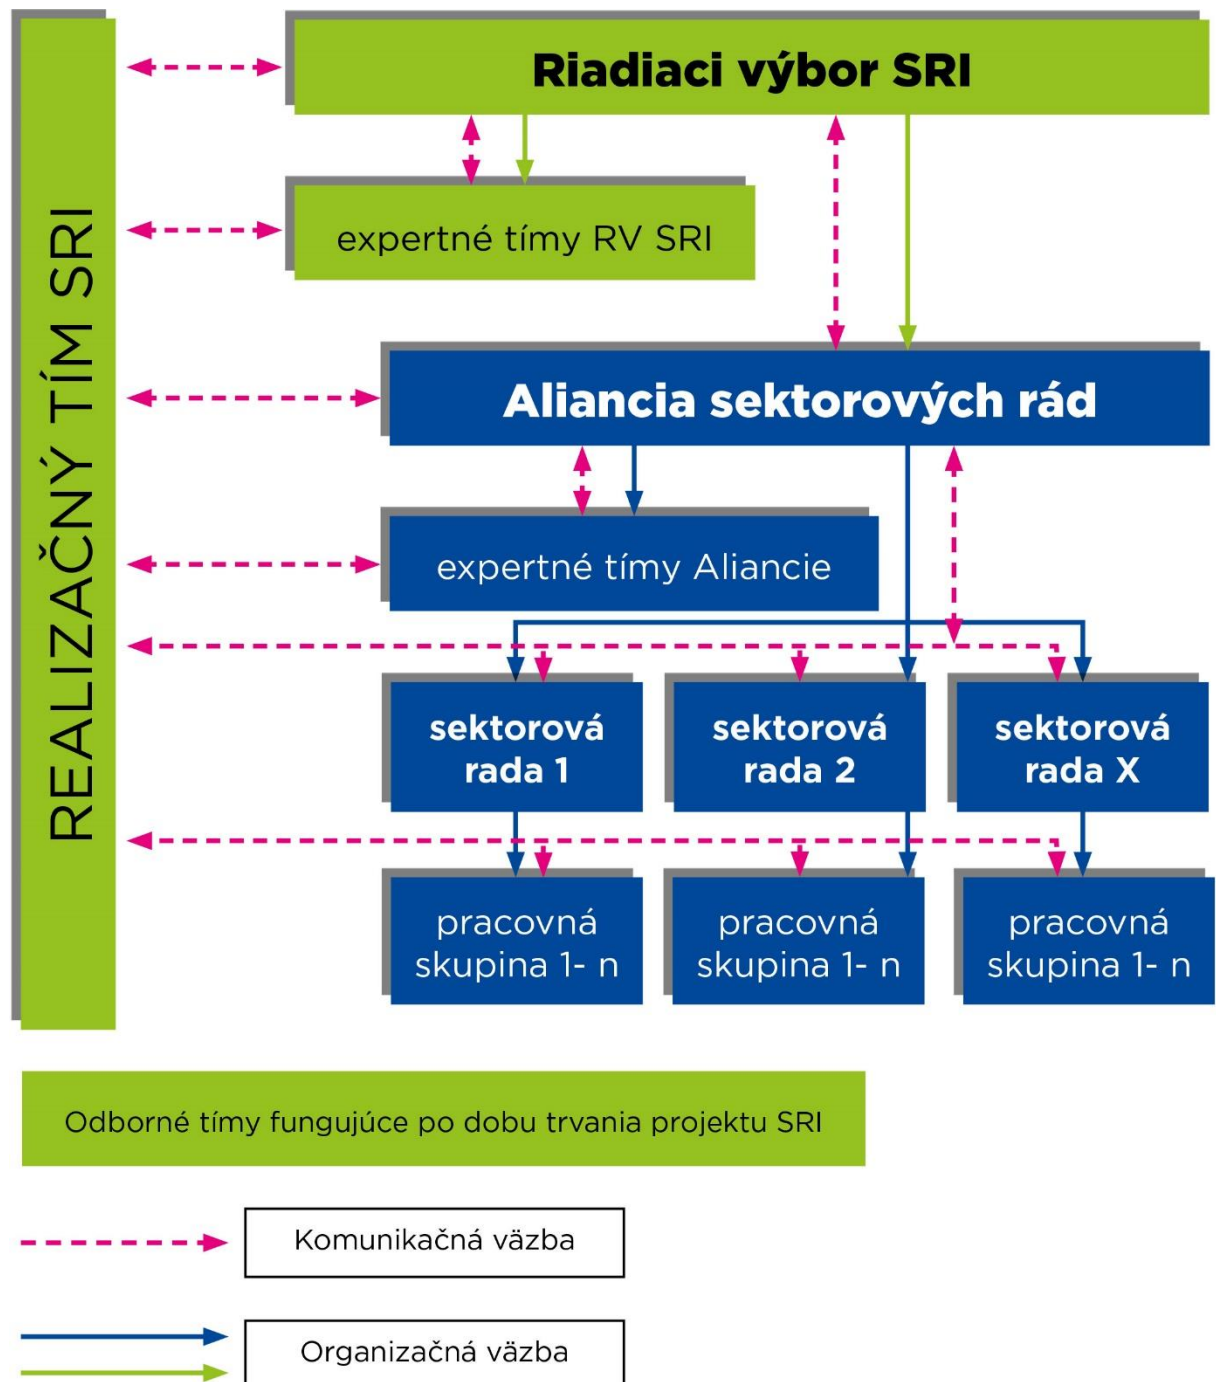 REALIZAČNÝ TÍM SRI
Riadiaci výbor SRI
expertné tímy RV SRI
Aliancia sektorových rád
expertné tímy Aliancie
sektorová
rada 1
sektorová
rada 2
sektorová
rada X
pracovná
skupina 1- n
pracovná
skupina 1- n
pracovná
skupina 1- n
Odborné tímy fungujúce po dobu trvania projektu SRI
Komunikačná väzba
Organizačná väzba